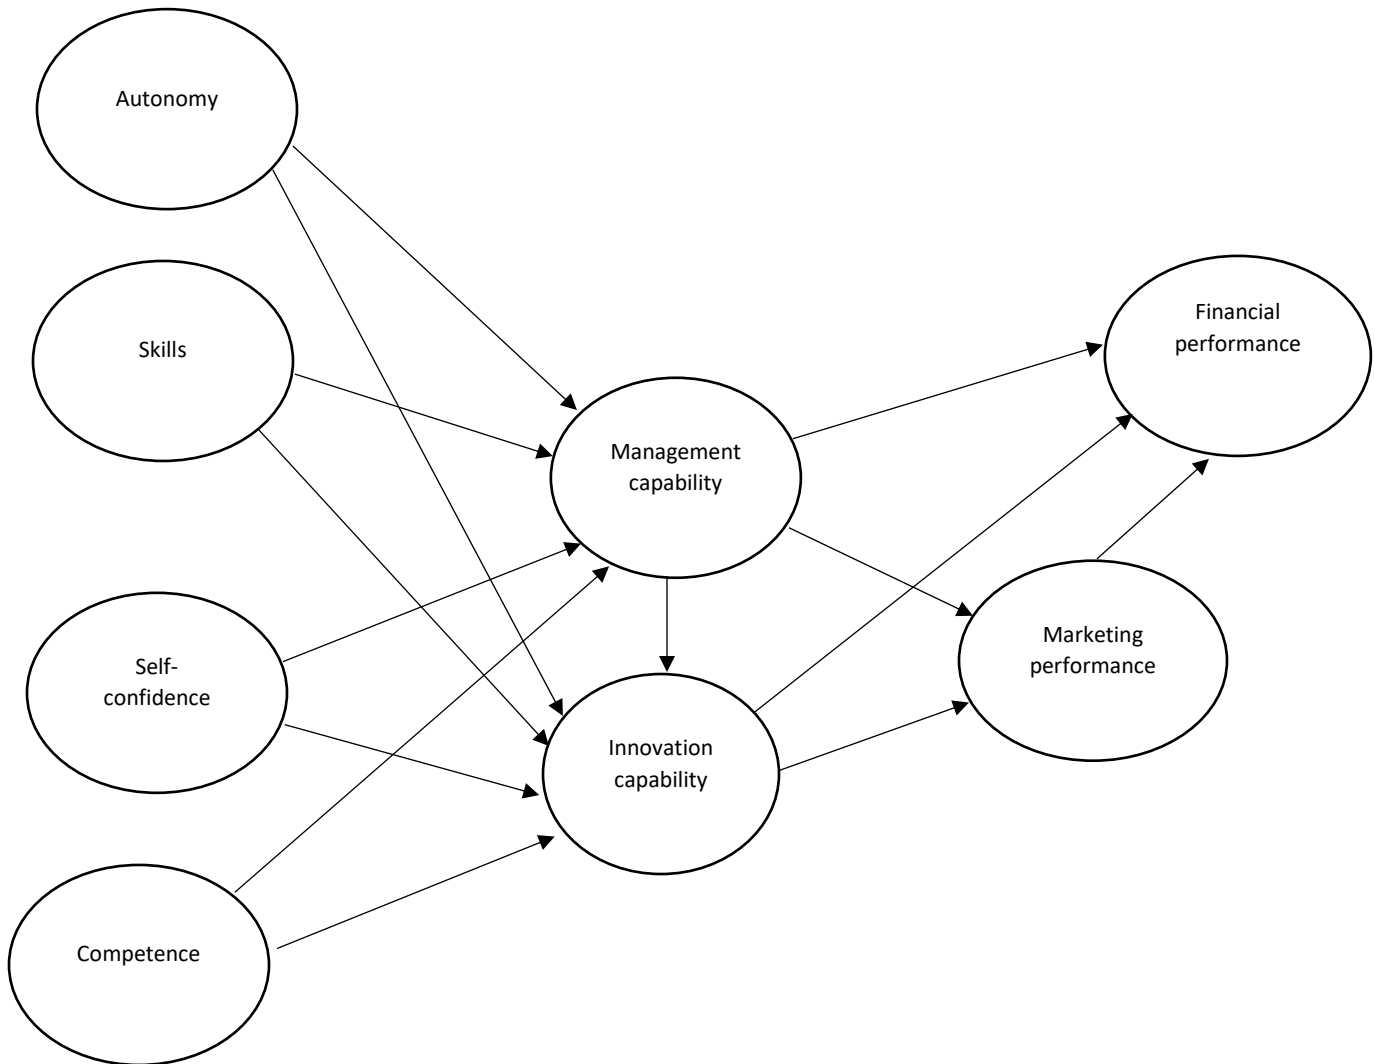 Autonomy
Skills
Self-
confidence
Competence
Management
capability
Innovation
capability
Financial
performance
Marketing
performance